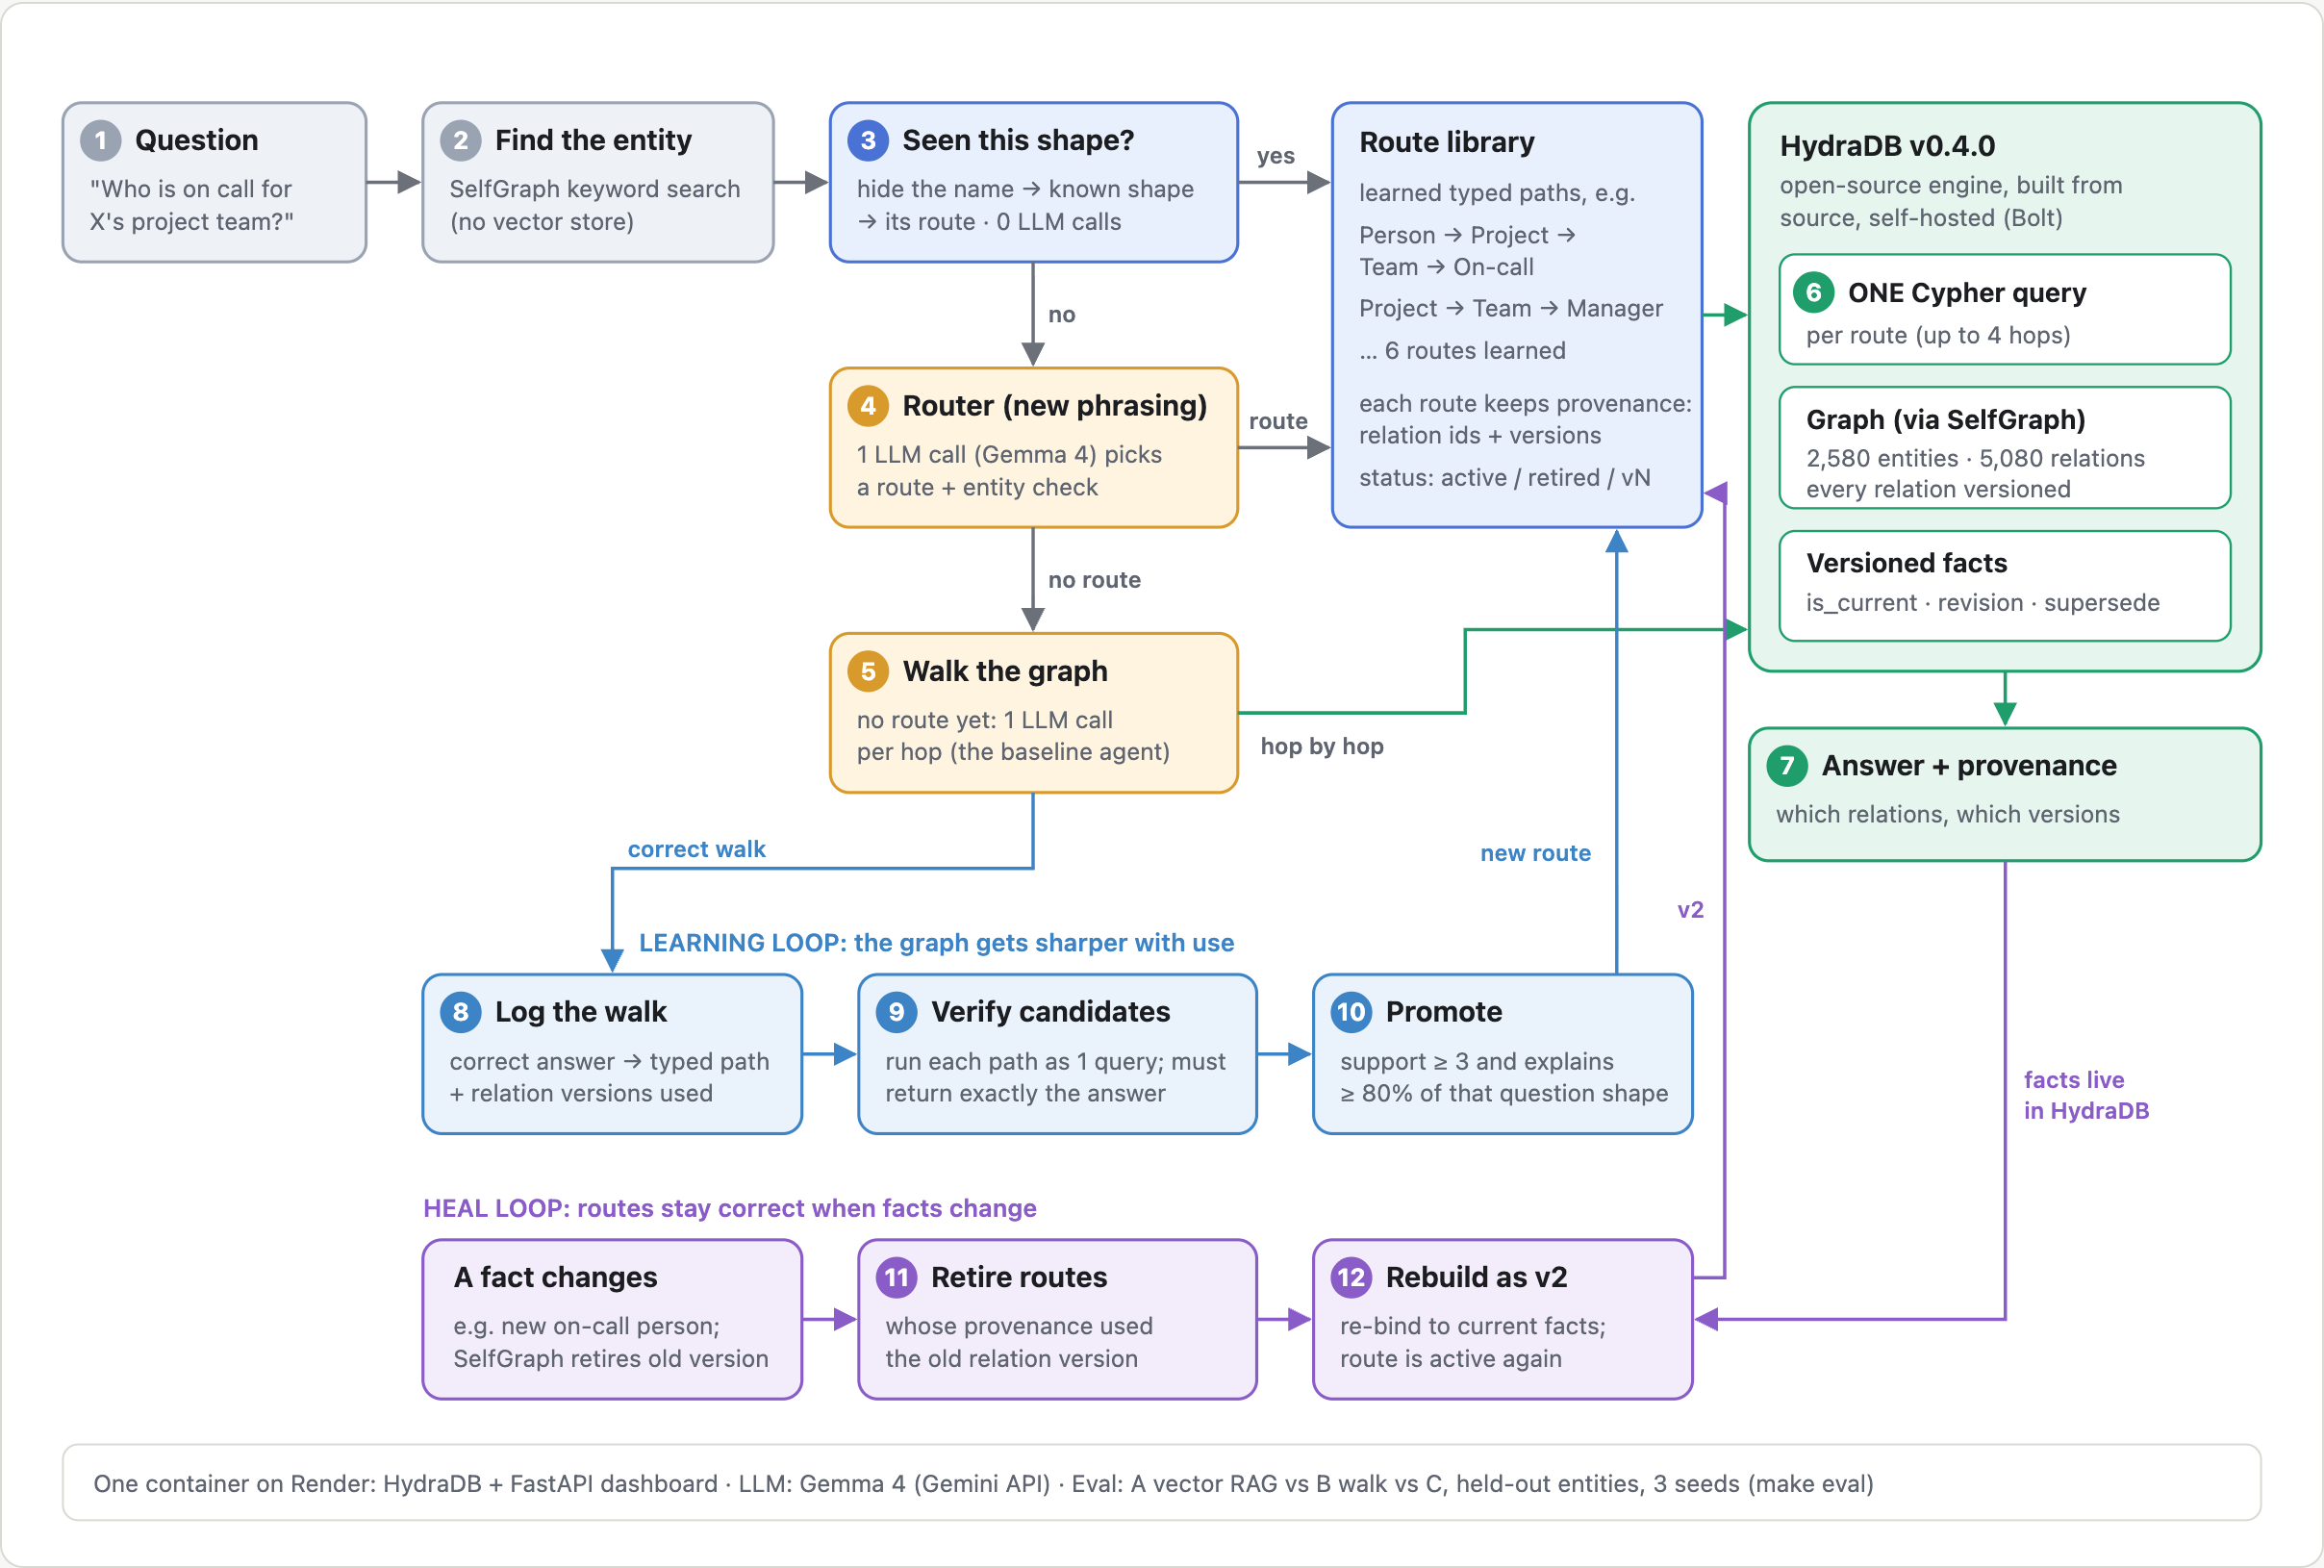 1 Question
"Who is on call for
X's project team?"
2 Find the entity
SelfGraph keyword search
(no vector store)
3 Seen this shape?
hide the name → known shape
→ its route · 0 LLM calls
yes
no
Route library
learned typed paths, e.g.
Person → Project →
Team → On-call
Project → Team → Manager
... 6 routes learned
each route keeps provenance:
relation ids + versions
status: active / retired / vN
HydraDB v0.4.0
open-source engine, built from
source, self-hosted (Bolt)
6 ONE Cypher query
per route (up to 4 hops)
Graph (via SelfGraph)
2,580 entities · 5,080 relations
every relation versioned
Versioned facts
is_current · revision · supersede
4 Router (new phrasing)
1 LLM call (Gemma 4) picks
a route + entity check
route
no route
5 Walk the graph
no route yet: 1 LLM call
per hop (the baseline agent)
hop by hop
7 Answer + provenance
which relations, which versions
correct walk
new route
v2
LEARNING LOOP: the graph gets sharper with use
8 Log the walk
correct answer → typed path
+ relation versions used
9 Verify candidates
run each path as 1 query; must
return exactly the answer
10 Promote
support ≥ 3 and explains
≥ 80% of that question shape
facts live
in HydraDB
HEAL LOOP: routes stay correct when facts change
A fact changes
e.g. new on-call person;
SelfGraph retires old version
11 Retire routes
whose provenance used
the old relation version
12 Rebuild as v2
re-bind to current facts;
route is active again
One container on Render: HydraDB + FastAPI dashboard · LLM: Gemma 4 (Gemini API) · Eval: A vector RAG vs B walk vs C, held-out entities, 3 seeds (make eval)